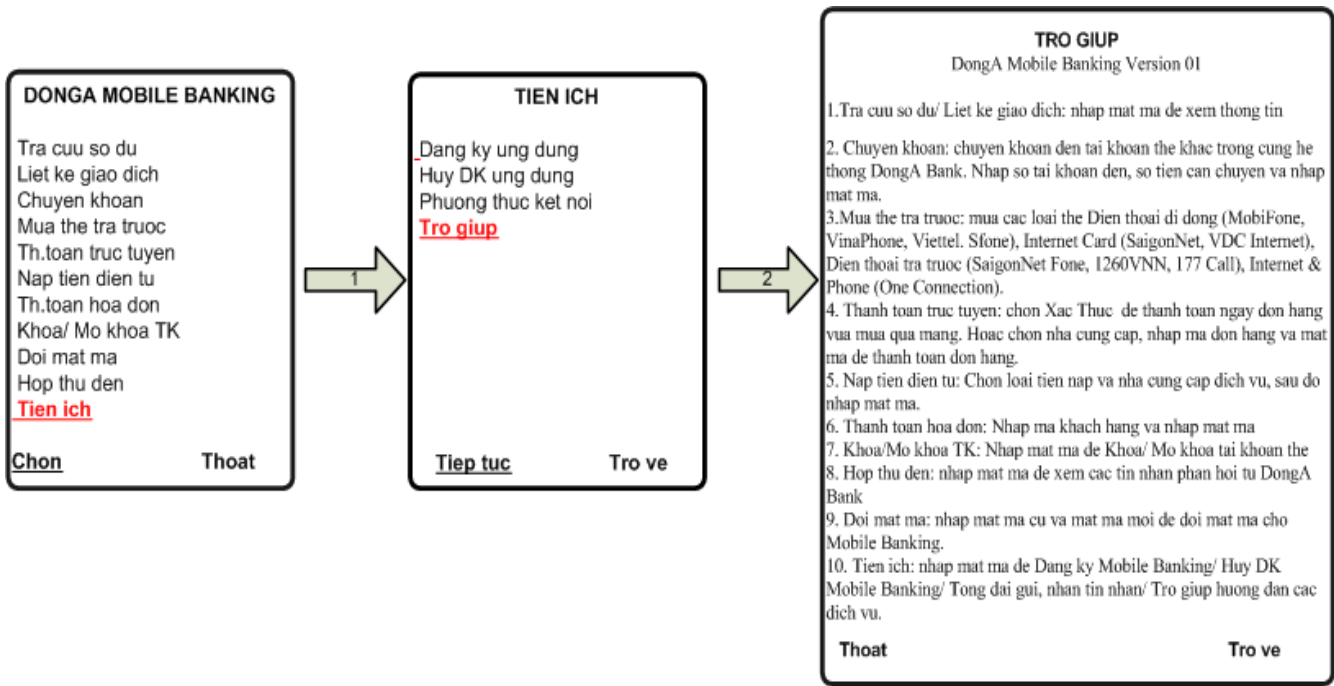 DONGA MOBILE BANKING
Tra cuu so du
Liet ke giao dich
Chuyen khoan
Mua the tra truoc
Th.toan truc tuyen
Nap tien dien tu
Th.toan hoa don
Khoa/ Mo khoa TK
Doi mat ma
Hop thu den
Tien ich
Chon Thoat
1
TIEN ICH
Dang ky ung dung
Huy DK ung dung
Phuong thuc ket noi
Tro giup
Tiep tuc Tro ve
2
TRO GIUP
DongA Mobile Banking Version 01
1.Tra cuu so du/ Liet ke giao dich: nhap mat ma de xem thong tin
2. Chuyen khoan: chuyen khoan den tai khoan the khac trong cung he
thong DongA Bank. Nhap so tai khoan den, so tien can chuyen va nhap
mat ma.
3.Mua the tra truoc: mua cac loai the Dien thoai di dong (MobiFone,
VinaPhone, Viettel. Sfone), Internet Card (SaigonNet, VDC Internet),
Dien thoai tra truoc (SaigonNet Fone, 1260VNN, 177 Call), Internet &
Phone (One Connection).
4. Thanh toan truc tuyen: chon Xac Thuc de thanh toan ngay don hang
vua mua qua mang. Hoac chon nha cung cap, nhap ma don hang va mat
ma de thanh toan don hang.
5. Nap tien dien tu: Chon loai tien nap va nha cung cap dich vu, sau do
nhap mat ma.
6. Thanh toan hoa don: Nhap ma khach hang va nhap mat ma
7. Khoa/Mo khoa TK: Nhap mat ma de Khoa/ Mo khoa tai khoan the
8. Hop thu den: nhap mat ma de xem cac tin nhan phan hoi tu DongA
Bank
9. Doi mat ma: nhap mat ma cu va mat ma moi de doi mat ma cho
Mobile Banking.
10. Tien ich: nhap mat ma de Dang ky Mobile Banking/ Huy DK
Mobile Banking/ Tong dai gui, nhan tin nhan/ Tro giup huong dan cac
dich vu.
Thoat Tro ve